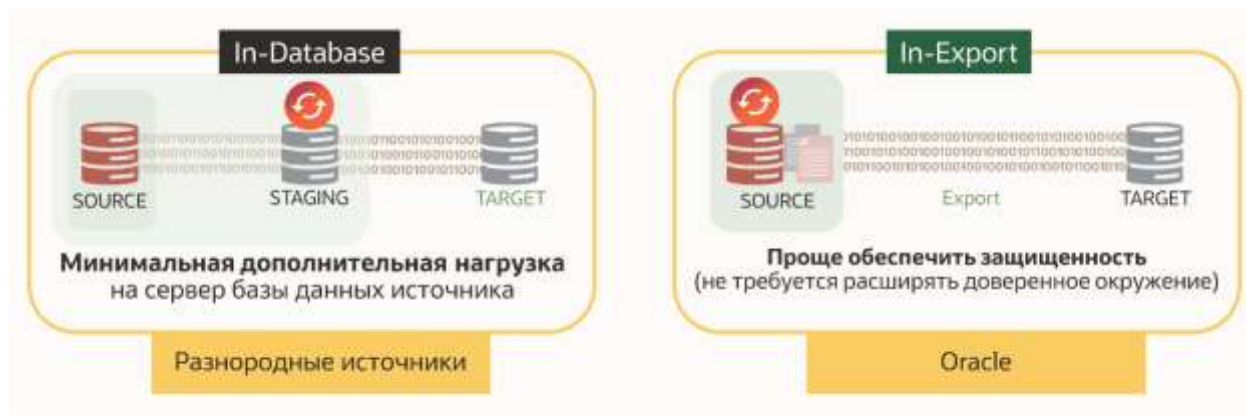 In-Database
SOURCE
STAGING
TARGET
Минимальная дополнительная нагрузка
на сервер базы данных источника
Разнородные источники
In-Export
SOURCE
Export
TARGET
Проще обеспечить защищенность
(не требуется расширять доверенное окружение)
Oracle